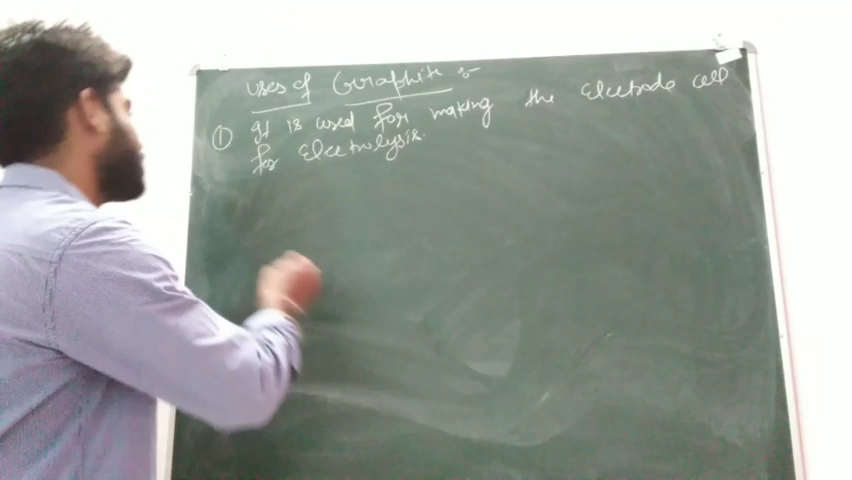 Uses of Graphite :-
① It is used for making the Electrode cell
for Electrolysis.